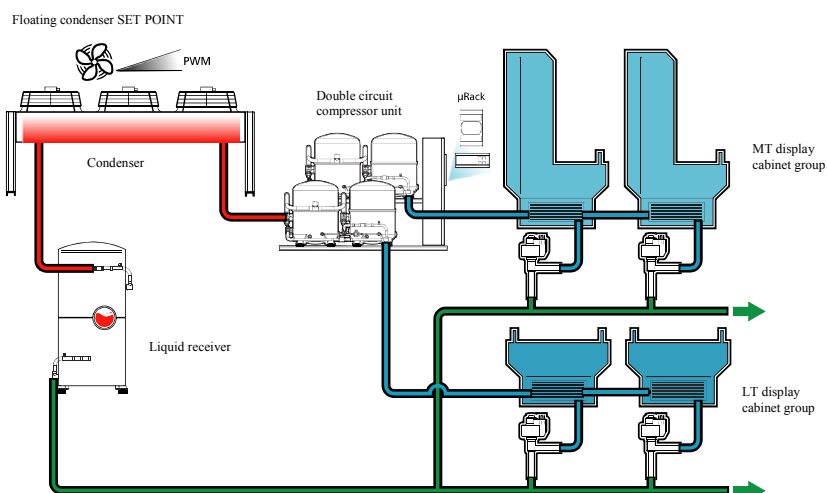 Floating condenser SET POINT
PWM
Double circuit
compressor unit
µRack
Condenser
MT display
cabinet group
Liquid receiver
LT display
cabinet group